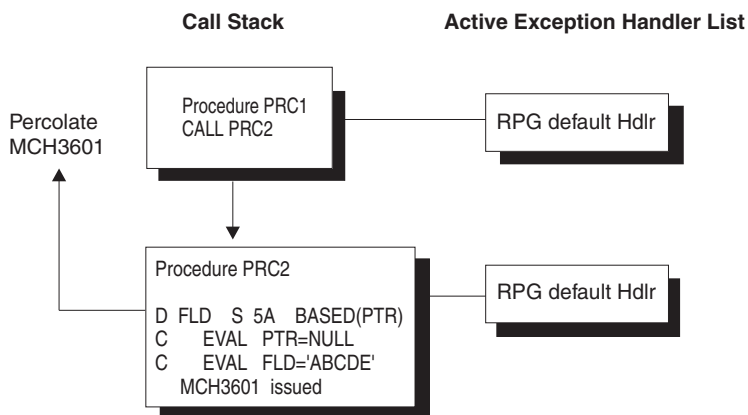 Call Stack
Active Exception Handler List
Procedure PRC1
CALL PRC2
RPG default Hdlr
Percolate
MCH3601
Procedure PRC2
D FLD S 5A BASED(PTR)
C EVAL PTR=NULL
C EVAL FLD='ABCDE'
MCH3601 issued
RPG default Hdlr